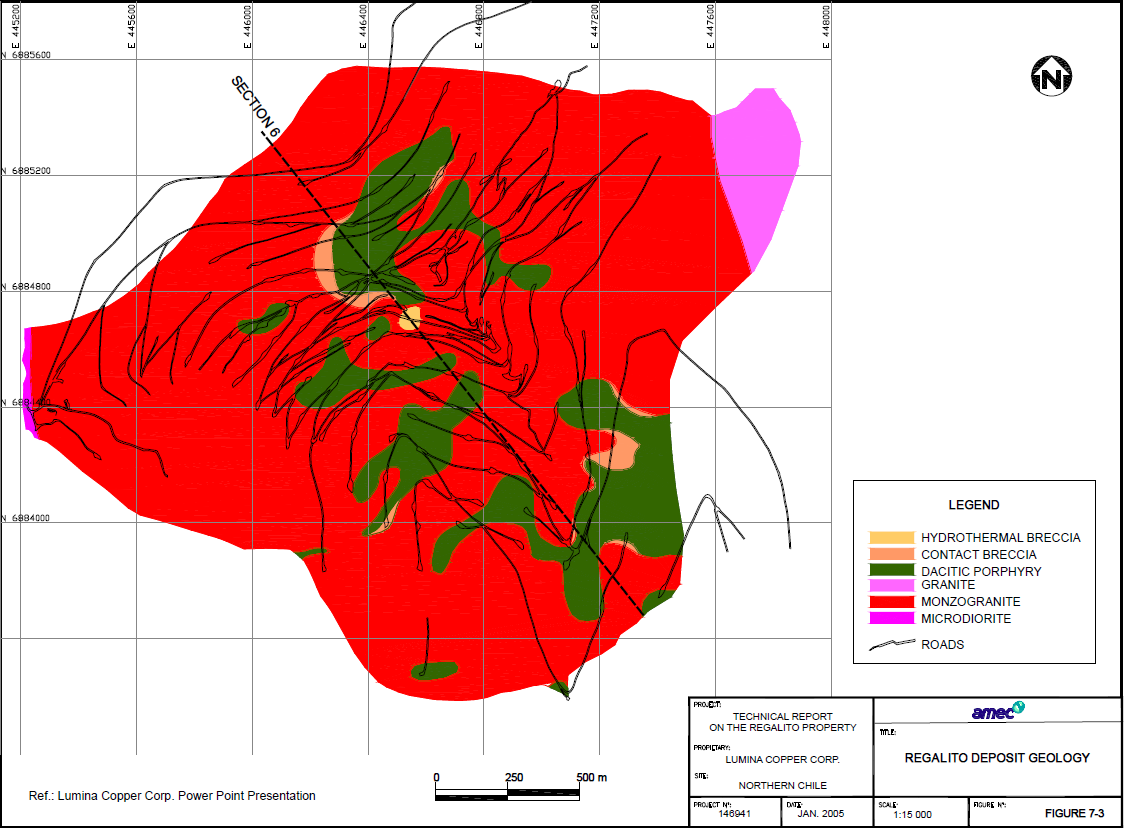 E 445200
E 445600
E 446000
E 446400
E 446800
E 447200
E 447600
E 448000
N 6885600
SECTION 6
N
N 6885200
N 6884800
N 6884400
N 6884000
LEGEND
HYDROTHERMAL BRECCIA
CONTACT BRECCIA
DACITIC PORPHYRY
GRANITE
MONZOGRANITE
MICRODIORITE
ROADS
0 250 500 m
Ref.: Lumina Copper Corp. Power Point Presentation
PROJECT:
TECHNICAL REPORT
ON THE REGALITO PROPERTY
PROPIETARY:
LUMINA COPPER CORP.
SITE:
NORTHERN CHILE
PROJECT Nº:
146941
DATE:
JAN. 2005
amec
TITLE:
REGALITO DEPOSIT GEOLOGY
SCALE:
1:15 000
FIGURE Nº:
FIGURE 7-3